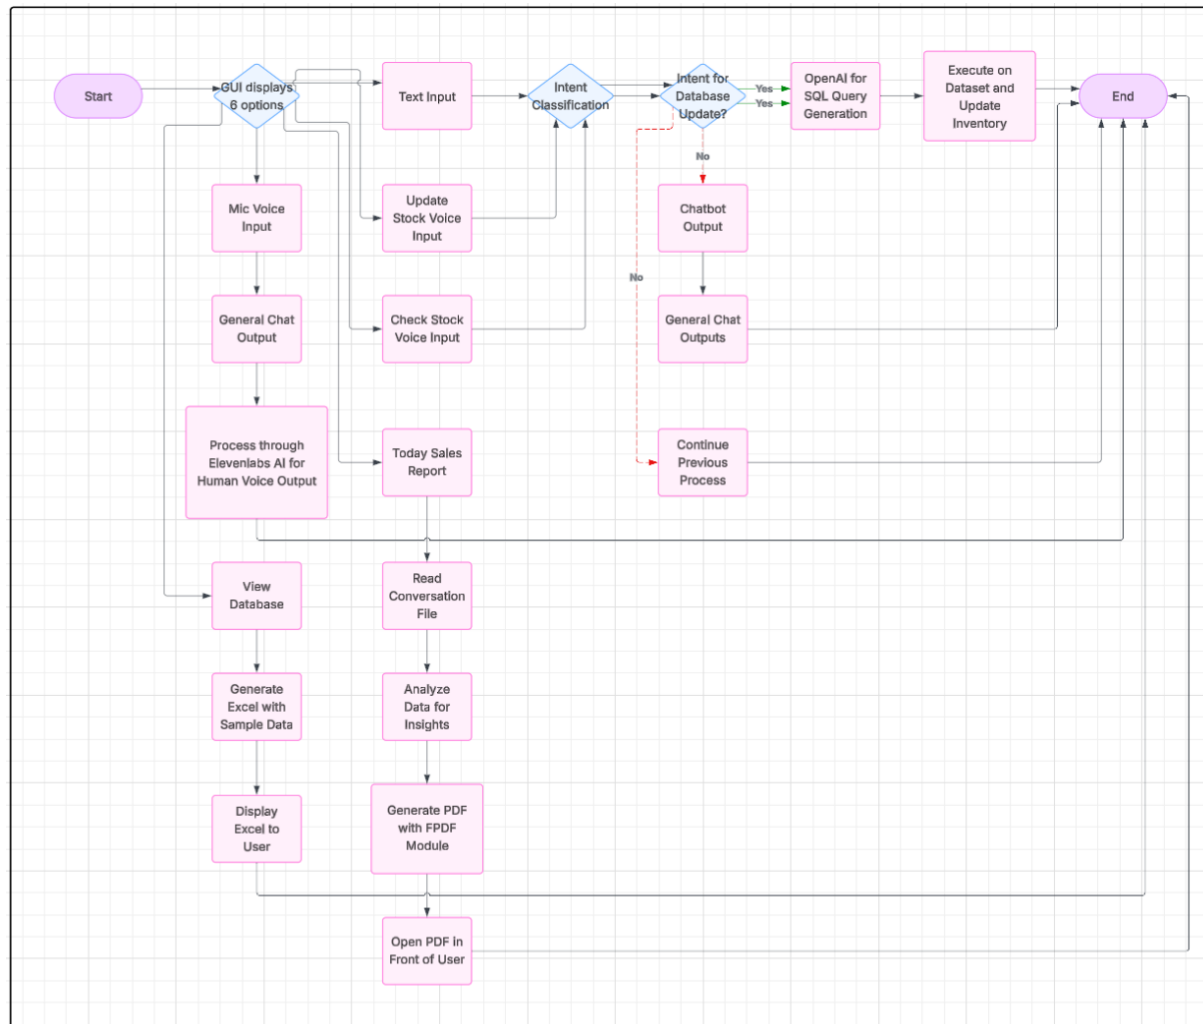 Start
GUI displays
6 options
Text Input
Intent
Classification
Intent for
Database
Update?
Yes
Yes
OpenAI for
SQL Query
Generation
Execute on
Dataset and
Update
Inventory
End
No
Mic Voice
Input
Update
Stock Voice
Input
Chatbot
Output
No
General Chat
Output
Check Stock
Voice Input
General Chat
Outputs
Process through
Elevenlabs AI for
Human Voice Output
Today Sales
Report
Continue
Previous
Process
View
Database
Read
Conversation
File
Generate
Excel with
Sample Data
Analyze
Data for
Insights
Display
Excel to
User
Generate PDF
with FPDF
Module
Open PDF in
Front of User